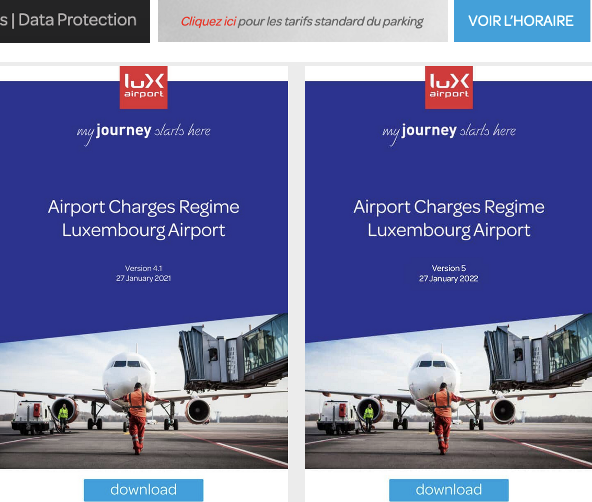 s | Data Protection
Cliquez ici pour les tarifs standard du parking
VOIR L'HORAIRE
lux
airport
my journey starts here
Airport Charges Regime
Luxembourg Airport
Version 4.1
27 January 2021
download
lux
airport
my journey starts here
Airport Charges Regime
Luxembourg Airport
Version 5
27 January 2022
download